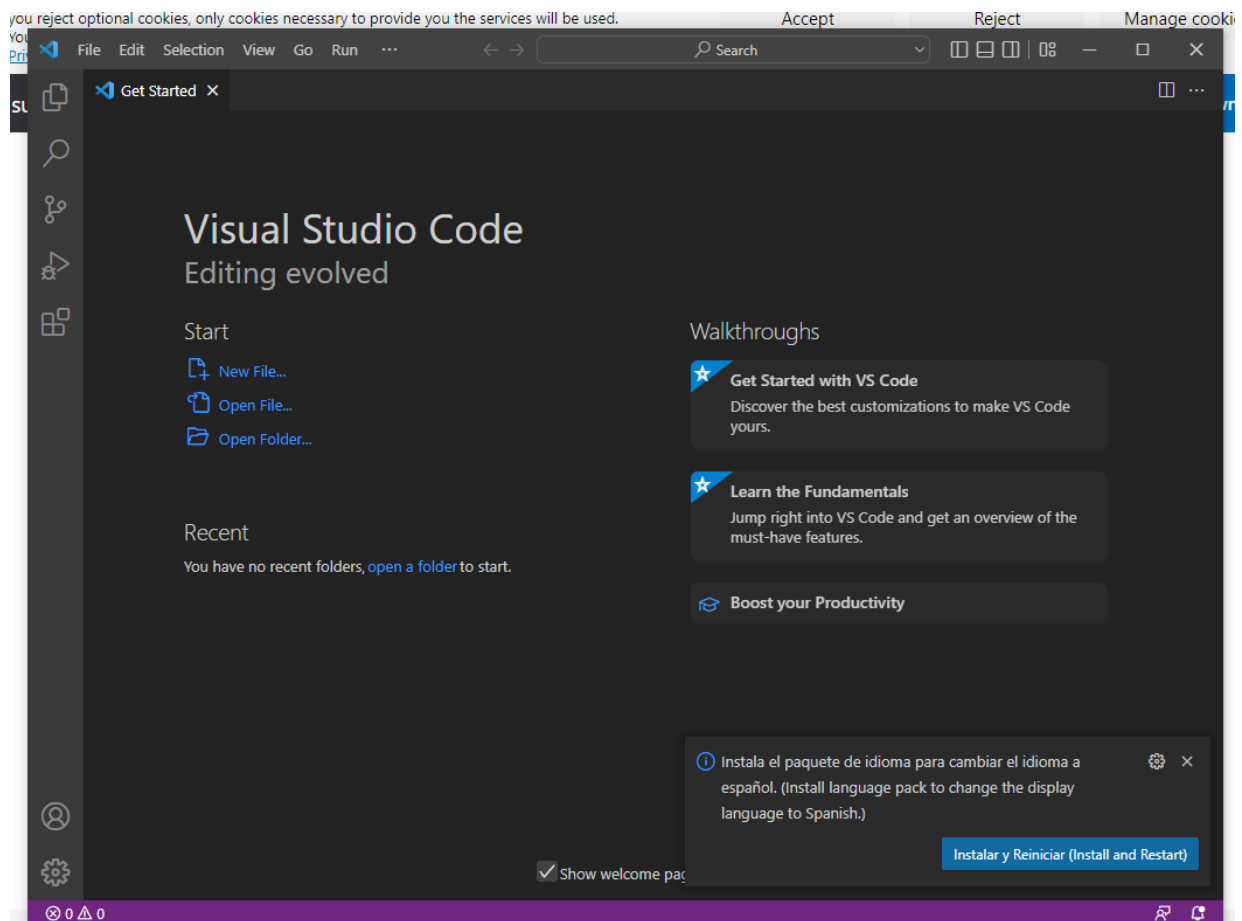 you reject optional cookies, only cookies necessary to provide you the services will be used. Accept Reject Manage cooki
You
Pri
File Edit Selection View Go Run ··· Search
su
Get Started
Visual Studio Code
Editing evolved
Start
New File...
Open File...
Open Folder...
Recent
You have no recent folders, open a folder to start.
Walkthroughs
Get Started with VS Code
Discover the best customizations to make VS Code
yours.
Learn the Fundamentals
Jump right into VS Code and get an overview of the
must-have features.
Boost your Productivity
Instala el paquete de idioma para cambiar el idioma a
español. (Install language pack to change the display
language to Spanish.)
Instalar y Reiniciar (Install and Restart)
Show welcome pag
0 0